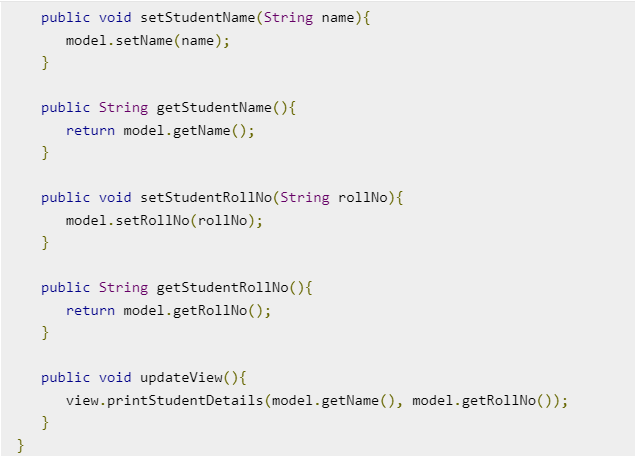 public void setStudentName(String name){
model.setName(name);
}
public String getStudentName(){
return model.getName();
}
public void setStudentRollNo(String rollNo){
model.setRollNo(rollNo);
}
public String getStudentRollNo(){
return model.getRollNo();
}
public void updateView(){
view.printStudentDetails(model.getName(), model.getRollNo());
}
}